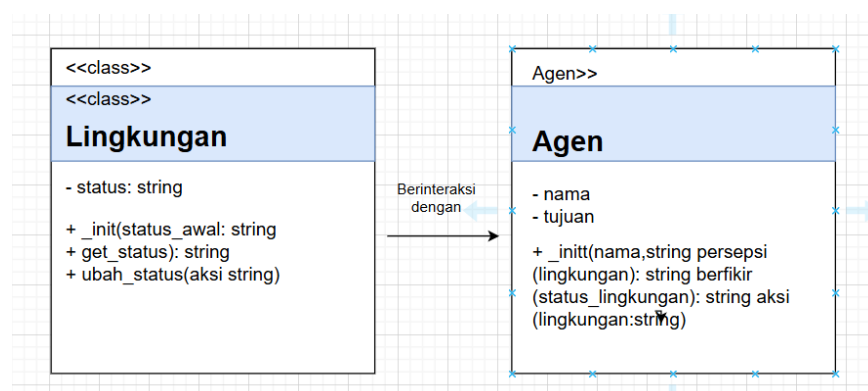 <<class>>
<<class>>
Lingkungan
- status: string
+ _init(status_awal: string
+ get_status): string
+ ubah_status(aksi string)
Berinteraksi
dengan
Agen>>
Agen
- nama
- tujuan
+ _initt(nama,string persepsi
(lingkungan): string berfikir
(status_lingkungan): string aksi
(lingkungan:string)